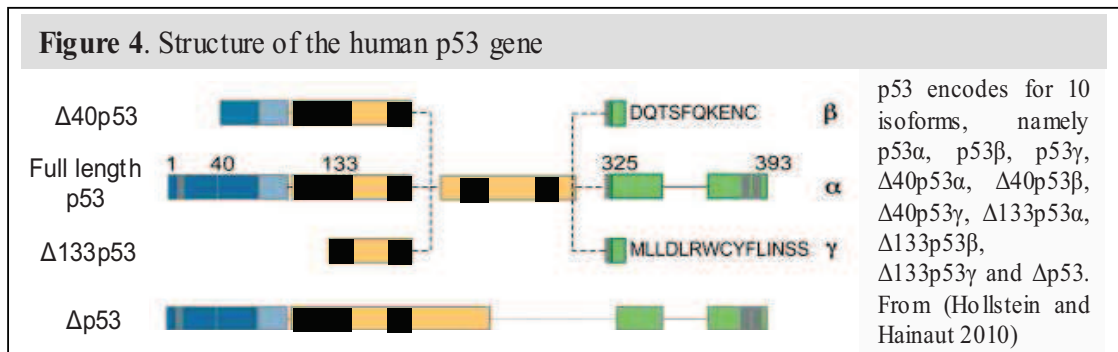 Figure 4. Structure of the human p53 gene
Δ40p53
DQTSFQKENC
β
1
40
133
325
393
Full length
p53
α
Δ133p53
MLLDLRWCYFLINSS
γ
Δp53
p53 encodes for 10
isoforms, namely
p53α, p53β, p53γ,
Δ40p53α, Δ40p53β,
Δ40p53γ, Δ133p53α,
Δ133p53β,
Δ133p53γ and Δp53.
From (Hollstein and
Hainaut 2010)